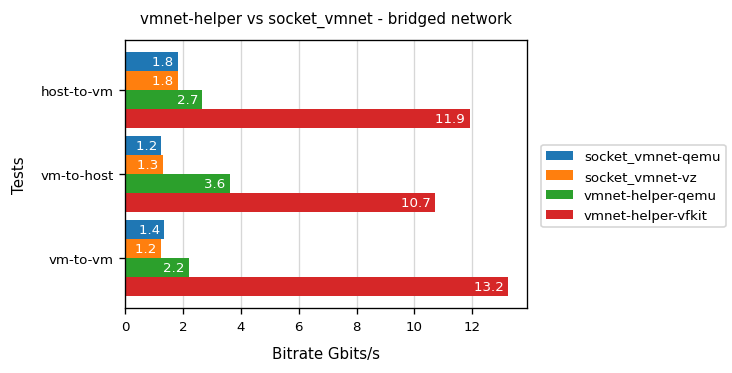 vmnet-helper vs socket_vmnet - bridged network
host-to-vm
1.8
1.8
2.7
11.9
vm-to-host
1.2
1.3
3.6
10.7
vm-to-vm
1.4
1.2
2.2
13.2
Tests
0 2 4 6 8 10 12
Bitrate Gbits/s
socket_vmnet-qemu
socket_vmnet-vz
vmnet-helper-qemu
vmnet-helper-vfkit